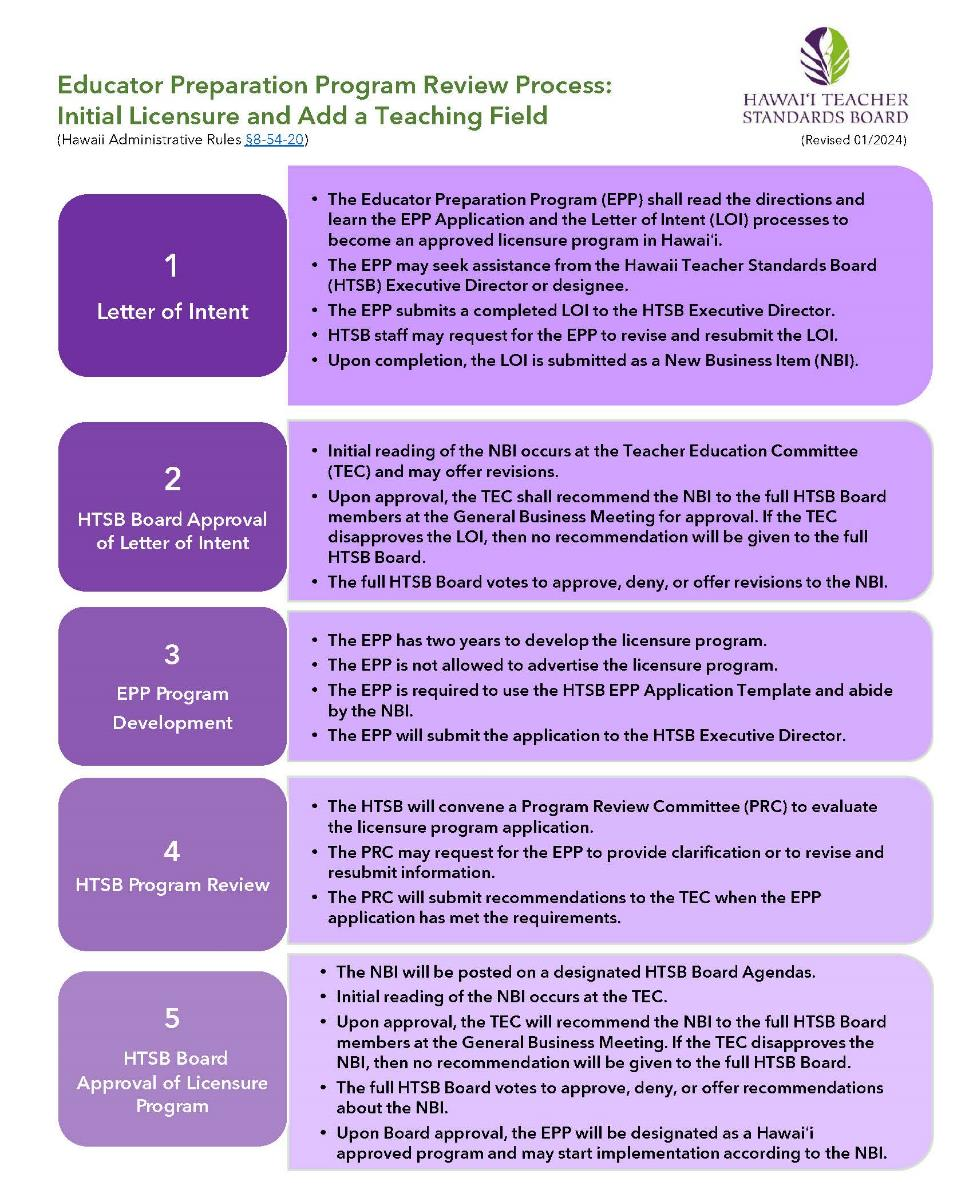 Educator Preparation Program Review Process:
Initial Licensure and Add a Teaching Field
(Hawaii Administrative Rules §8-54-20)
HAWAI‘I TEACHER
STANDARDS BOARD
(Revised 01/2024)
1
Letter of Intent
• The Educator Preparation Program (EPP) shall read the directions and
learn the EPP Application and the Letter of Intent (LOI) processes to
become an approved licensure program in Hawai‘i.
• The EPP may seek assistance from the Hawaii Teacher Standards Board
(HTSB) Executive Director or designee.
• The EPP submits a completed LOI to the HTSB Executive Director.
• HTSB staff may request for the EPP to revise and resubmit the LOI.
• Upon completion, the LOI is submitted as a New Business Item (NBI).
2
HTSB Board Approval
of Letter of Intent
• Initial reading of the NBI occurs at the Teacher Education Committee
(TEC) and may offer revisions.
• Upon approval, the TEC shall recommend the NBI to the full HTSB Board
members at the General Business Meeting for approval. If the TEC
disapproves the LOI, then no recommendation will be given to the full
HTSB Board.
• The full HTSB Board votes to approve, deny, or offer revisions to the NBI.
3
EPP Program
Development
• The EPP has two years to develop the licensure program.
• The EPP is not allowed to advertise the licensure program.
• The EPP is required to use the HTSB EPP Application Template and abide
by the NBI.
• The EPP will submit the application to the HTSB Executive Director.
4
HTSB Program Review
• The HTSB will convene a Program Review Committee (PRC) to evaluate
the licensure program application.
• The PRC may request for the EPP to provide clarification or to revise and
resubmit information.
• The PRC will submit recommendations to the TEC when the EPP
application has met the requirements.
5
HTSB Board
Approval of Licensure
Program
• The NBI will be posted on a designated HTSB Board Agendas.
• Initial reading of the NBI occurs at the TEC.
• Upon approval, the TEC will recommend the NBI to the full HTSB Board
members at the General Business Meeting. If the TEC disapproves the
NBI, then no recommendation will be given to the full HTSB Board.
• The full HTSB Board votes to approve, deny, or offer recommendations
about the NBI.
• Upon Board approval, the EPP will be designated as a Hawai‘i
approved program and may start implementation according to the NBI.